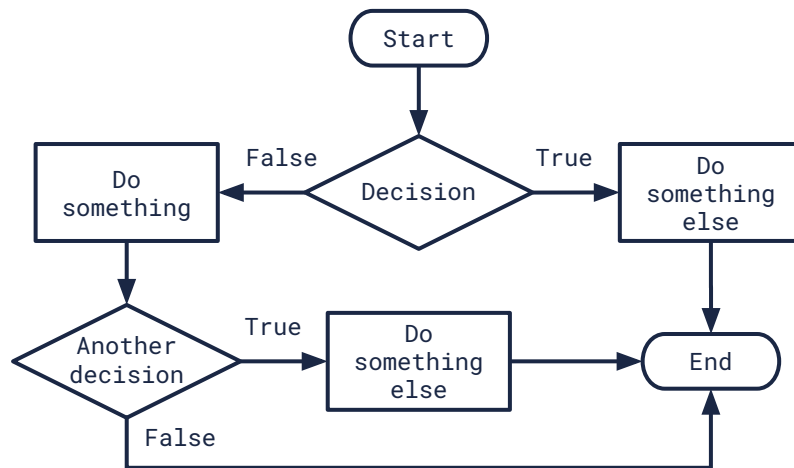 Start
False
True
Do
something
Decision
Do
something
else
True
Another
decision
Do
something
else
End
False